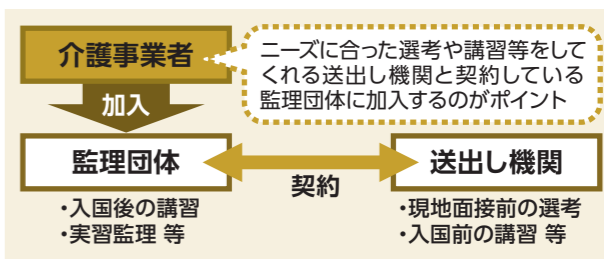 介護事業者
ニーズに合った選考や講習等をして
くれる送出し機関と契約している
監理団体に加入するのがポイント
加入
監理団体
契約
送出し機関
・入国後の講習
・実習監理 等
・現地面接前の選考
・入国前の講習 等